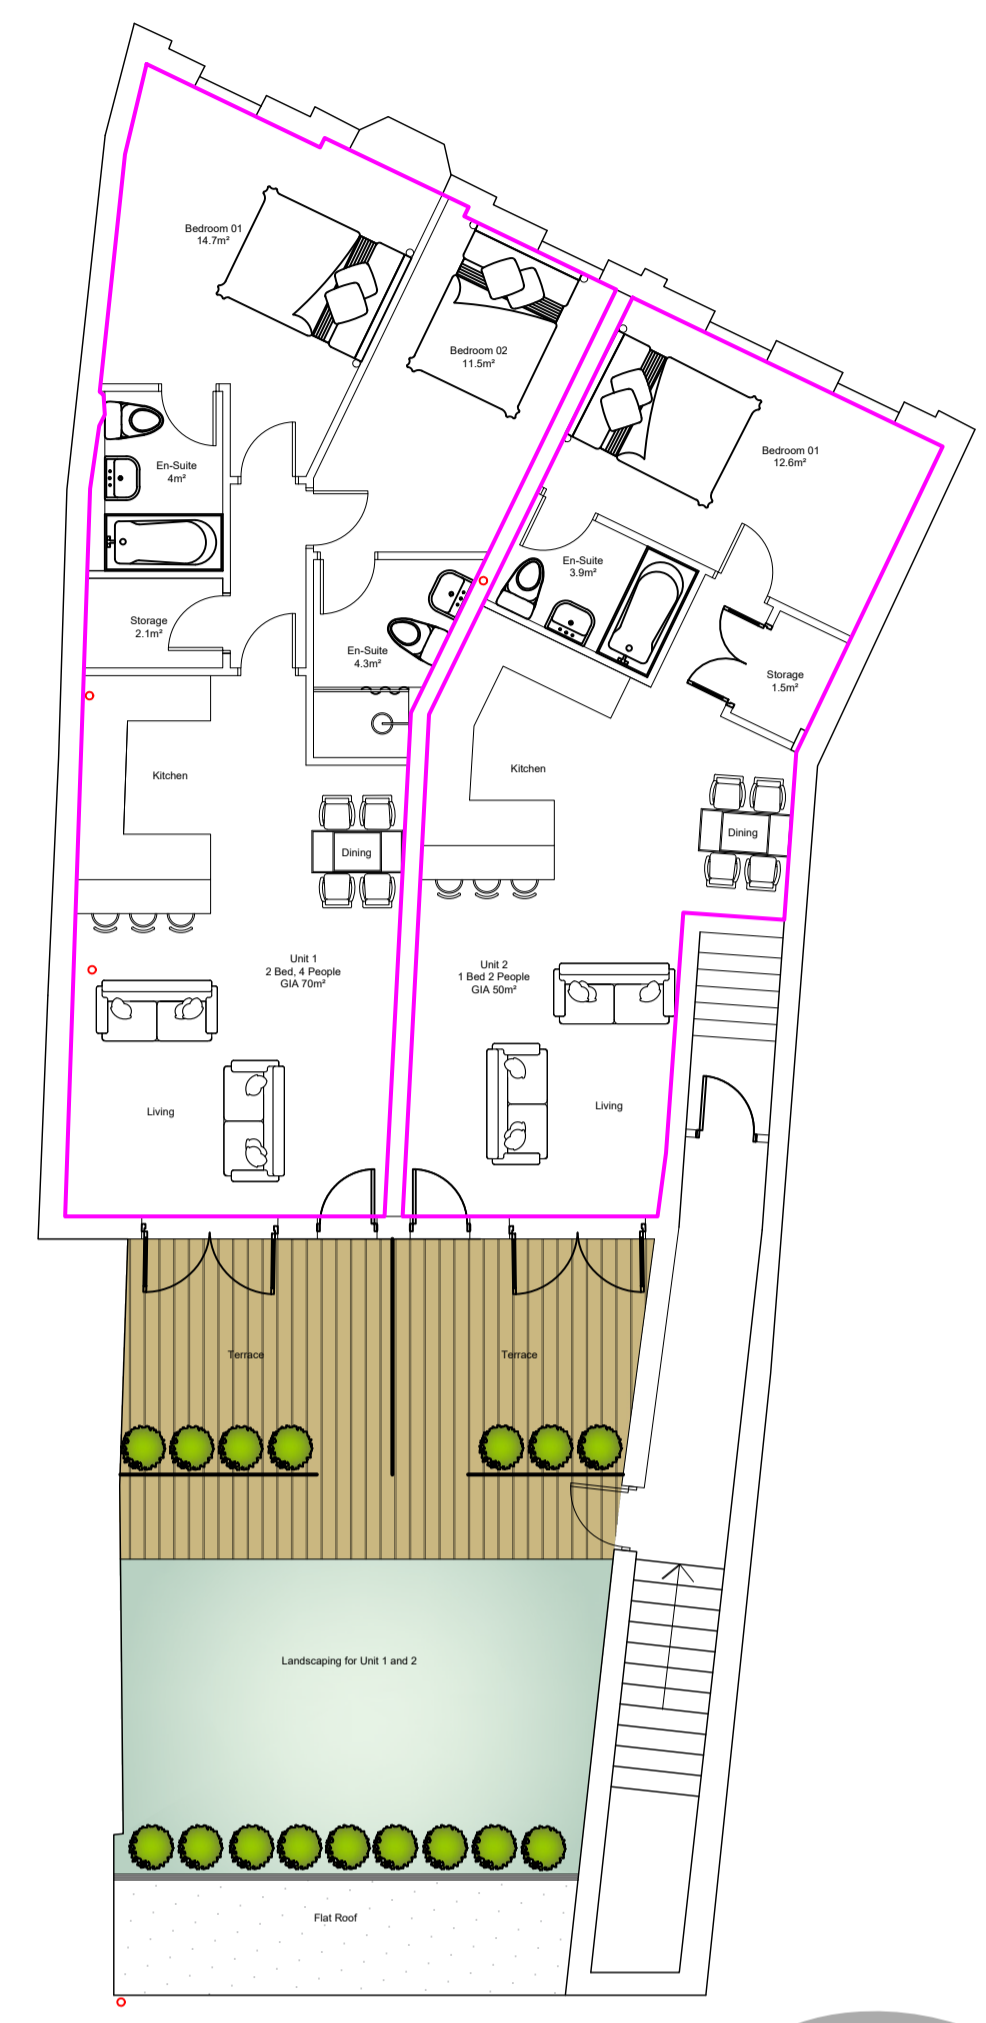 Bedroom 01
14.7m²
Bedroom 02
11.5m²
Bedroom 01
12.6m²
En-Suite
4m²
En-Suite
3.9m²
Storage
2.1m²
En-Suite
4.3m²
Storage
1.5m²
Kitchen
Kitchen
Dining
Dining
Unit 1
2 Bed, 4 People
GIA 70m²
Unit 2
1 Bed 2 People
GIA 50m²
Living
Living
Terrace
Terrace
Landscaping for Unit 1 and 2
Flat Roof